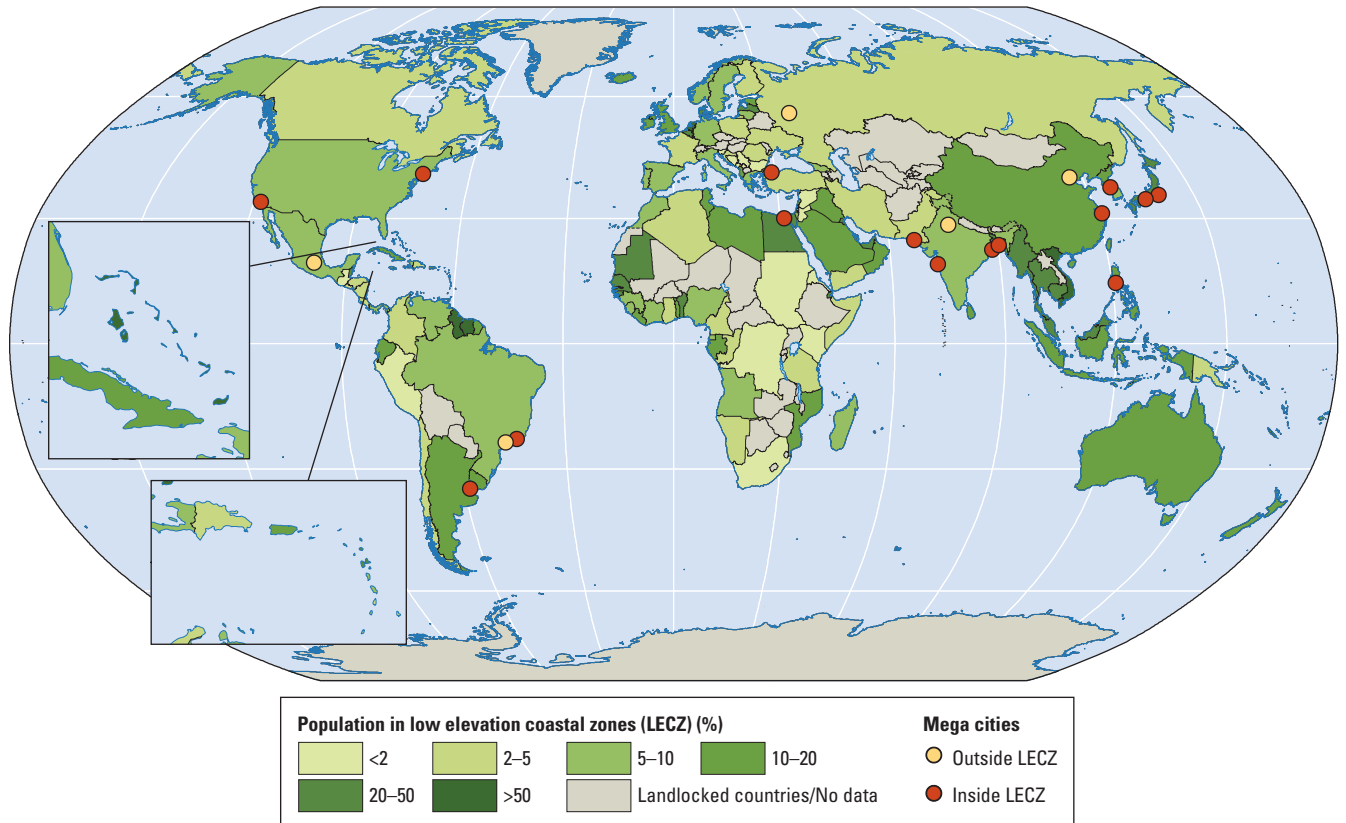 Population in low elevation coastal zones (LECZ) (%)
<2
2–5
5–10
10–20
20–50
>50
Landlocked countries/No data
Mega cities
Outside LECZ
Inside LECZ